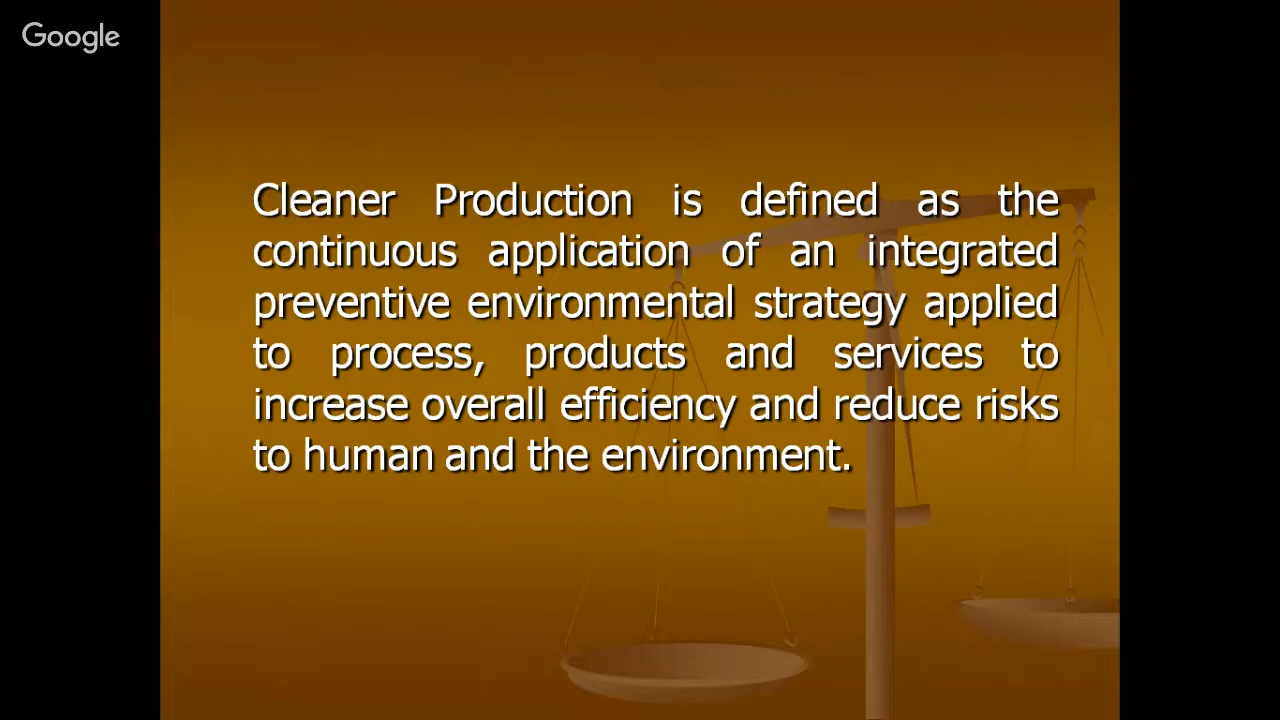 Google
Cleaner Production is defined as the
continuous application of an integrated
preventive environmental strategy applied
to process, products and services to
increase overall efficiency and reduce risks
to human and the environment.